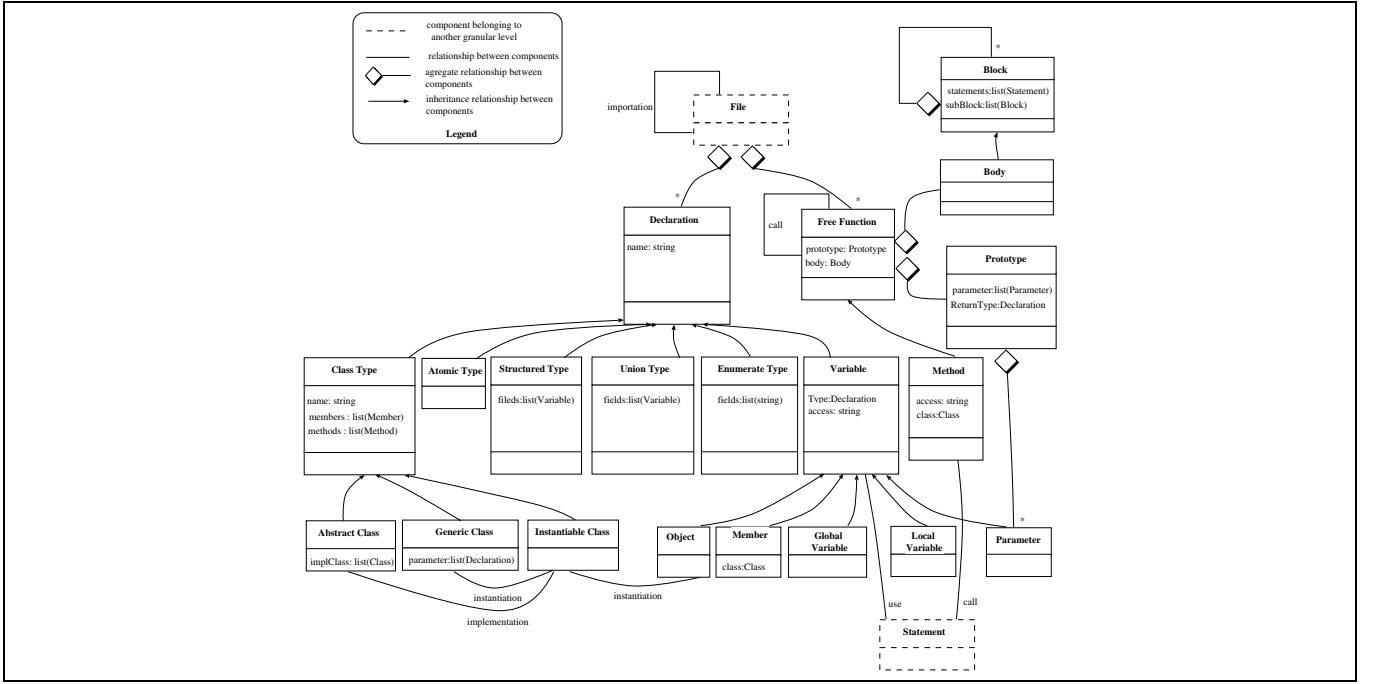 component belonging to
another granular level
relationship between components
agregate relationship between
components
inheritance relationship between
components
Legend
*
Block
statements:list(Statement)
subBlock:list(Block)
importation
File
Body
*
*
Declaration
name: string
call
Free Function
prototype: Prototype
body: Body
Prototype
parameter:list(Parameter)
ReturnType:Declaration
Class Type
name: string
members : list(Member)
methods : list(Method)
Atomic Type
Structured Type
fileds:list(Variable)
Union Type
fields:list(Variable)
Enumerate Type
fields:list(string)
Variable
Type:Declaration
access: string
Method
access: string
class:Class
*
Abstract Class
implClass: list(Class)
Generic Class
parameter:list(Declaration)
Instantiable Class
Object
Member
class:Class
Global
Variable
Local
Variable
Parameter
instantiation
instantiation
implementation
use
call
Statement